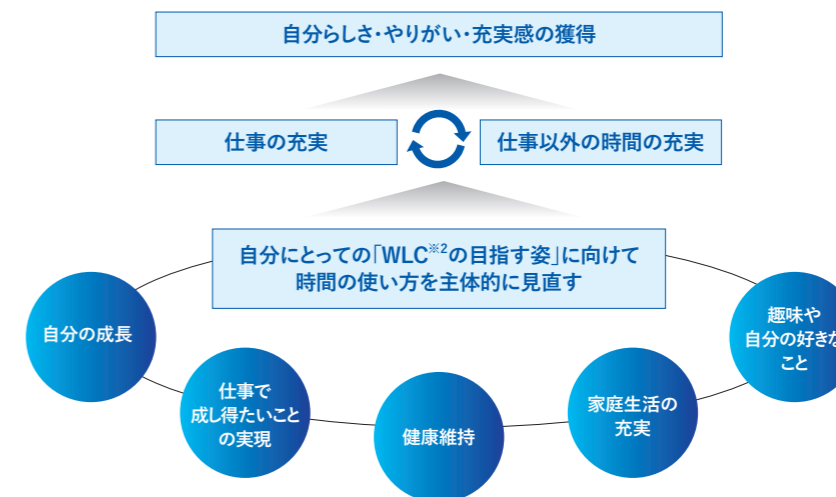 自分らしさ・やりがい・充実感の獲得
仕事の充実
仕事以外の時間の充実
自分にとっての「WLC※2の目指す姿」に向けて
時間の使い方を主体的に見直す
自分の成長
仕事で
成し得たいこと
の実現
健康維持
家庭生活の
充実
趣味や
自分の好きな
こと